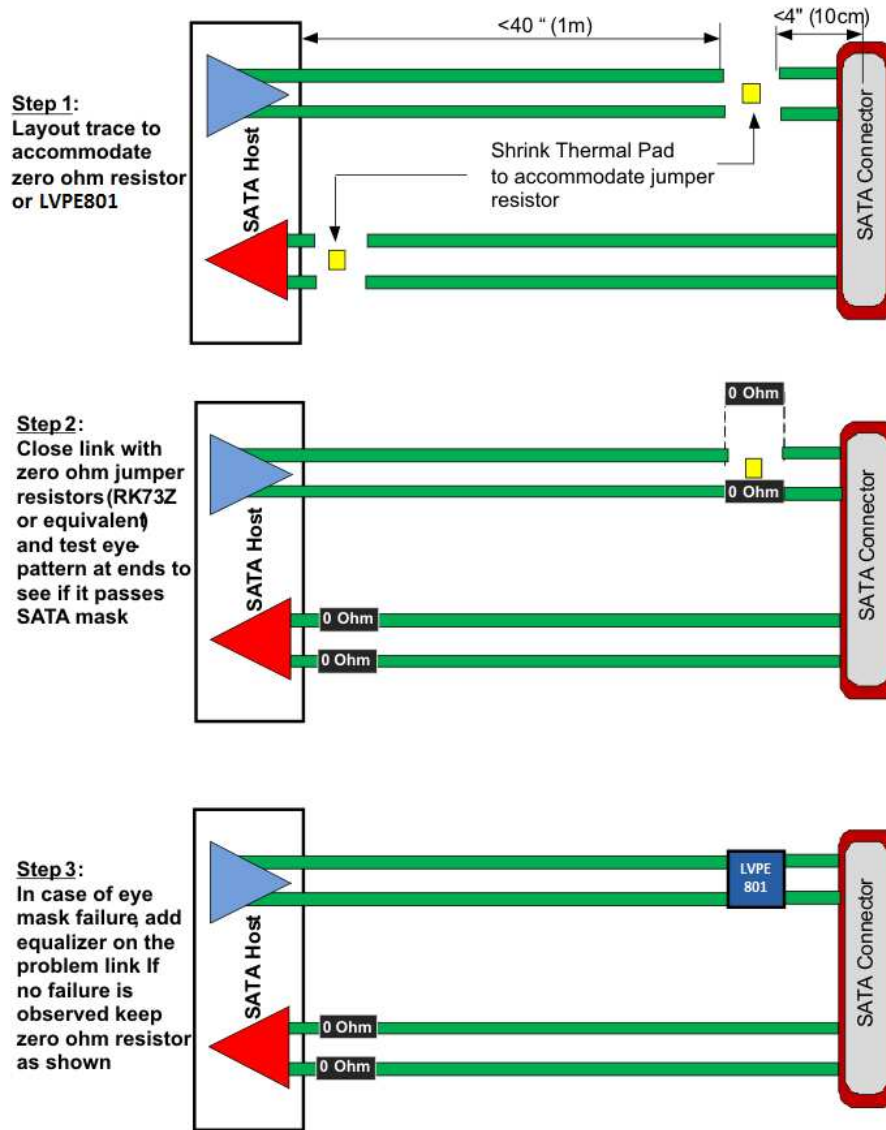 <40 “ (1m)
<4" (10cm)
Step 1:
Layout trace to
accommodate
zero ohm resistor
or LVPE801
SATA Host
Shrink Thermal Pad
to accommodate jumper
resistor
SATA Connector
Step 2:
Close link with
zero ohm jumper
resistors(RK73Z
or equivalent)
and test eye-
pattern at ends to
see if it passes
SATA mask
SATA Host
0 Ohm
0 Ohm
0 Ohm
0 Ohm
SATA Connector
Step 3:
In case of eye
mask failure, add
equalizer on the
problem link If
no failure is
observed keep
zero ohm resistor
as shown
SATA Host
LVPE
801
0 Ohm
0 Ohm
SATA Connector